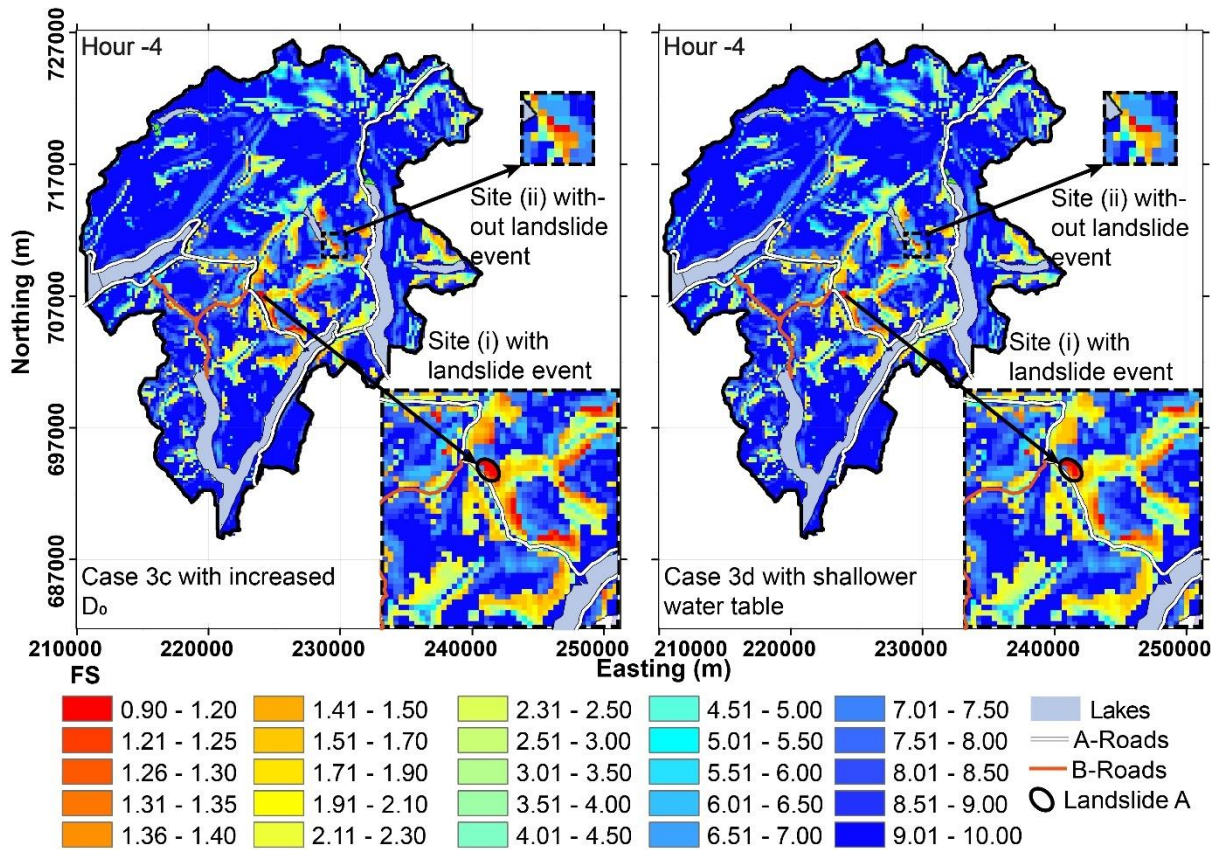 Hour -4
Site (ii) with-
out landslide
event
Site (i) with
landslide event
Case 3c with increased
D₀
Hour -4
Site (ii) with-
out landslide
event
Site (i) with
landslide event
Case 3d with shallower
water table
Northing (m)
727000
717000
707000
697000
687000
210000 220000 230000 240000 250000
210000 220000 230000 240000 250000
Easting (m)
FS
0.90 - 1.20
1.21 - 1.25
1.26 - 1.30
1.31 - 1.35
1.36 - 1.40
1.41 - 1.50
1.51 - 1.70
1.71 - 1.90
1.91 - 2.10
2.11 - 2.30
2.31 - 2.50
2.51 - 3.00
3.01 - 3.50
3.51 - 4.00
4.01 - 4.50
4.51 - 5.00
5.01 - 5.50
5.51 - 6.00
6.01 - 6.50
6.51 - 7.00
7.01 - 7.50
7.51 - 8.00
8.01 - 8.50
8.51 - 9.00
9.01 - 10.00
Lakes
A-Roads
B-Roads
Landslide A